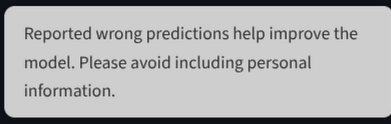 Reported wrong predictions help improve the
model. Please avoid including personal
information.